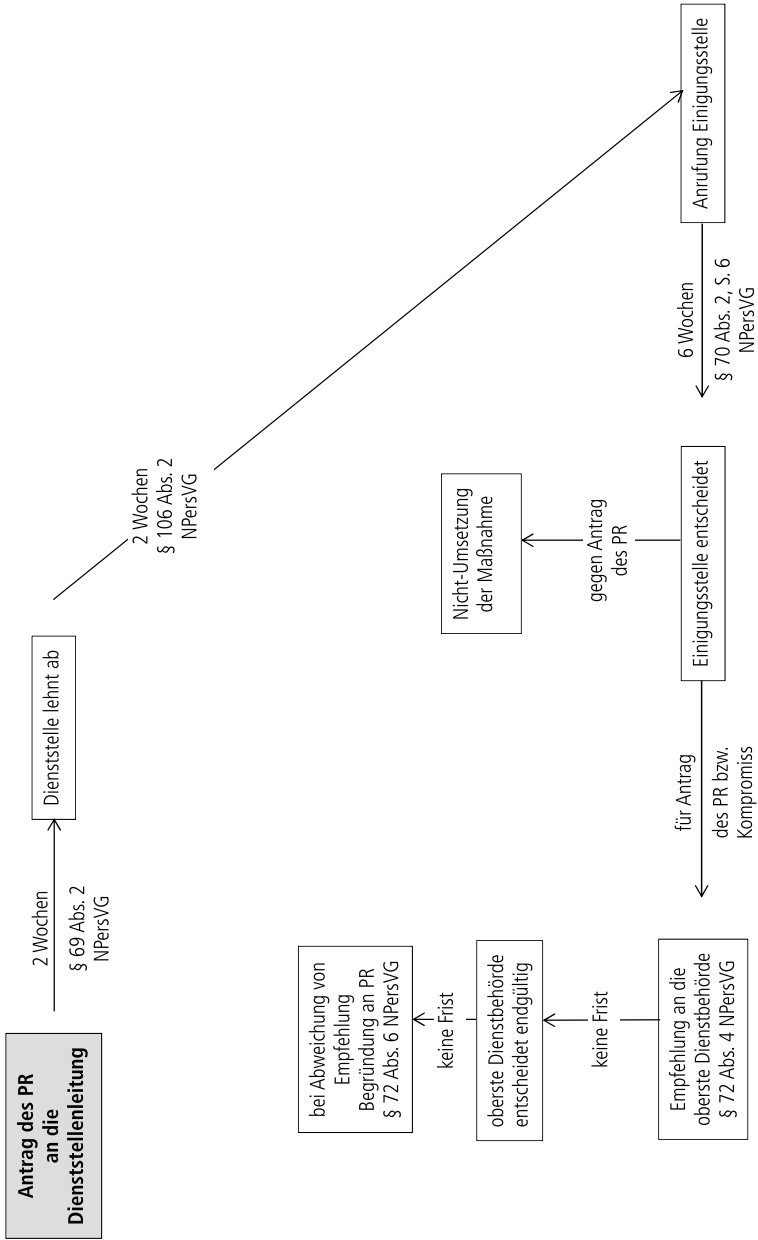 Antrag des PR
an die
Dienststellenleitung
2 Wochen
§ 69 Abs. 2
NPersVG
Dienststelle lehnt ab
2 Wochen
§ 106 Abs. 2
NPersVG
Anrufung Einigungsstelle
6 Wochen
§ 70 Abs. 2, S. 6
NPersVG
Einigungsstelle entscheidet
gegen Antrag
des PR
Nicht-Umsetzung
der Maßnahme
für Antrag
des PR bzw.
Kompromiss
Empfehlung an die
oberste Dienstbehörde
§ 72 Abs. 4 NPersVG
keine Frist
oberste Dienstbehörde
entscheidet endgültig
keine Frist
bei Abweichung von
Empfehlung
Begründung an PR
§ 72 Abs. 6 NPersVG